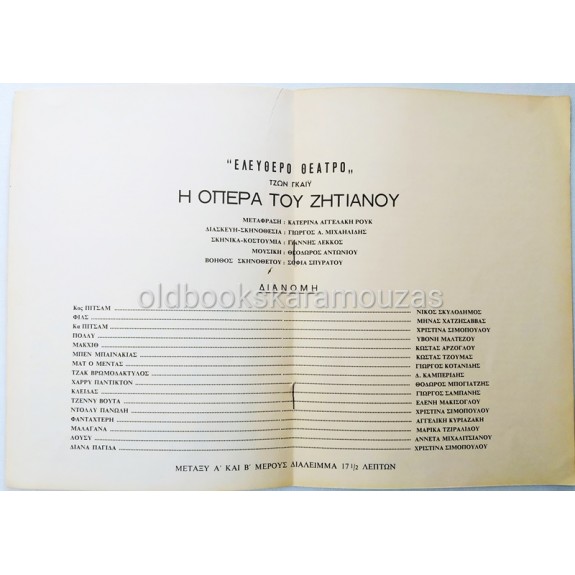 "ΕΛΕΥΘΕΡΟ ΘΕΑΤΡΟ"
ΤΖΩΝ ΓΚΑΙΥ
Η ΟΠΕΡΑ ΤΟΥ ΖΗΤΙΑΝΟΥ
ΜΕΤΑΦΡΑΣΗ : ΚΑΤΕΡΙΝΑ ΑΓΓΕΛΑΚΗ ΡΟΥΚ
ΔΙΑΣΚΕΥΗ-ΣΚΗΝΟΘΕΣΙΑ : ΓΙΩΡΓΟΣ Α. ΜΙΧΑΗΛΙΔΗΣ
ΣΚΗΝΙΚΑ-ΚΟΣΤΟΥΜΙΑ : ΓΙΑΝΝΗΣ ΛΕΚΚΟΣ
ΜΟΥΣΙΚΗ : ΘΕΟΔΩΡΟΣ ΑΝΤΩΝΙΟΥ
ΒΟΗΘΟΣ ΣΚΗΝΟΘΕΤΟΥ : ΣΟΦΙΑ ΣΠΥΡΑΤΟΥ
ΔΙΑΝΟΜΗ
oldbookskaramouzas
Κος ΠΙΤΣΑΜ ΝΙΚΟΣ ΣΚΥΛΟΔΗΜΟΣ
ΦΙΛΣ ΜΗΝΑΣ ΧΑΤΖΗΣΑΒΒΑΣ
Κα ΠΙΤΣΑΜ ΧΡΙΣΤΙΝΑ ΣΙΜΟΠΟΥΛΟΥ
ΠΟΛΛΥ ΥΒΟΝΗ ΜΑΛΤΕΖΟΥ
ΜΑΚΧΙΘ ΚΩΣΤΑΣ ΑΡΖΟΓΛΟΥ
ΜΠΕΝ ΜΠΑΙΝΑΚΙΑΣ ΚΩΣΤΑΣ ΤΖΟΥΜΑΣ
ΜΑΤ Ο ΜΕΝΤΑΣ ΓΙΩΡΓΟΣ ΚΟΤΑΝΙΔΗΣ
ΤΖΑΚ ΒΡΩΜΟΔΑΚΤΥΛΟΣ Δ. ΚΑΜΠΕΡΙΔΗΣ
ΧΑΡΡΥ ΠΑΝΤΙΚΤΟΝ ΘΟΔΩΡΟΣ ΜΠΟΓΙΑΤΖΗΣ
ΚΛΕΙΔΑΣ ΓΙΩΡΓΟΣ ΣΑΜΠΑΝΗΣ
ΤΖΕΝΝΥ ΒΟΥΤΑ ΕΛΕΝΗ ΜΑΚΙΣΟΓΛΟΥ
ΝΤΟΛΛΥ ΠΑΝΩΛΗ ΧΡΙΣΤΙΝΑ ΣΙΜΟΠΟΥΛΟΥ
ΦΑΝΤΑΧΤΕΡΗ ΑΓΓΕΛΙΚΗ ΚΥΡΙΑΖΑΚΗ
ΜΑΛΑΓΑΝΑ ΜΑΡΙΚΑ ΤΖΙΡΑΛΙΔΟΥ
ΛΟΥΣΥ ΑΝΝΕΤΑ ΜΙΧΑΛΙΤΣΙΑΝΟΥ
ΔΙΑΝΑ ΠΑΓΙΔΑ ΧΡΙΣΤΙΝΑ ΣΙΜΟΠΟΥΛΟΥ
ΜΕΤΑΞΥ Α' ΚΑΙ Β' ΜΕΡΟΥΣ ΔΙΑΛΕΙΜΜΑ 17 1/2 ΛΕΠΤΩΝ